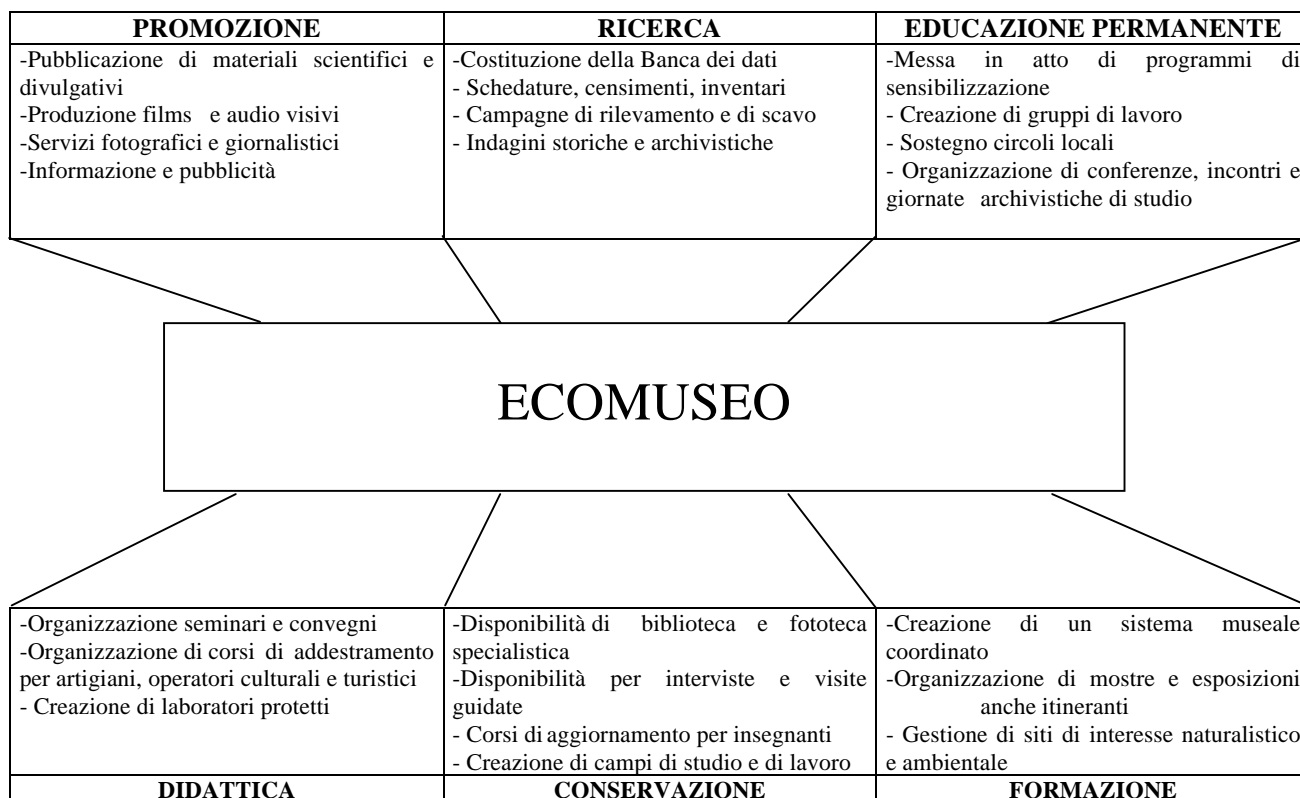 PROMOZIONE
-Pubblicazione di materiali scientifici e
divulgativi
-Produzione films e audio visivi
-Servizi fotografici e giornalistici
-Informazione e pubblicità
RICERCA
-Costituzione della Banca dei dati
- Schedature, censimenti, inventari
- Campagne di rilevamento e di scavo
- Indagini storiche e archivistiche
EDUCAZIONE PERMANENTE
-Messa in atto di programmi di
sensibilizzazione
- Creazione di gruppi di lavoro
- Sostegno circoli locali
- Organizzazione di conferenze, incontri e
giornate archivistiche di studio
ECOMUSEO
-Organizzazione seminari e convegni
-Organizzazione di corsi di addestramento
per artigiani, operatori culturali e turistici
- Creazione di laboratori protetti
DIDATTICA
-Disponibilità di biblioteca e fototeca
specialistica
-Disponibilità per interviste e visite
guidate
- Corsi di aggiornamento per insegnanti
- Creazione di campi di studio e di lavoro
CONSERVAZIONE
-Creazione di un sistema museale
coordinato
-Organizzazione di mostre e esposizioni
anche itineranti
- Gestione di siti di interesse naturalistico
e ambientale
FORMAZIONE